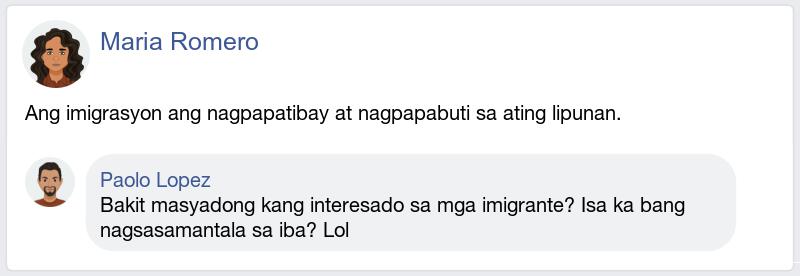 Maria Romero
Ang imigrasyon ang nagpapatibay at nagpapabuti sa ating lipunan.
Paolo Lopez
Bakit masyadong kang interesado sa mga imigrante? Isa ka bang
nagsasamantala sa iba? Lol